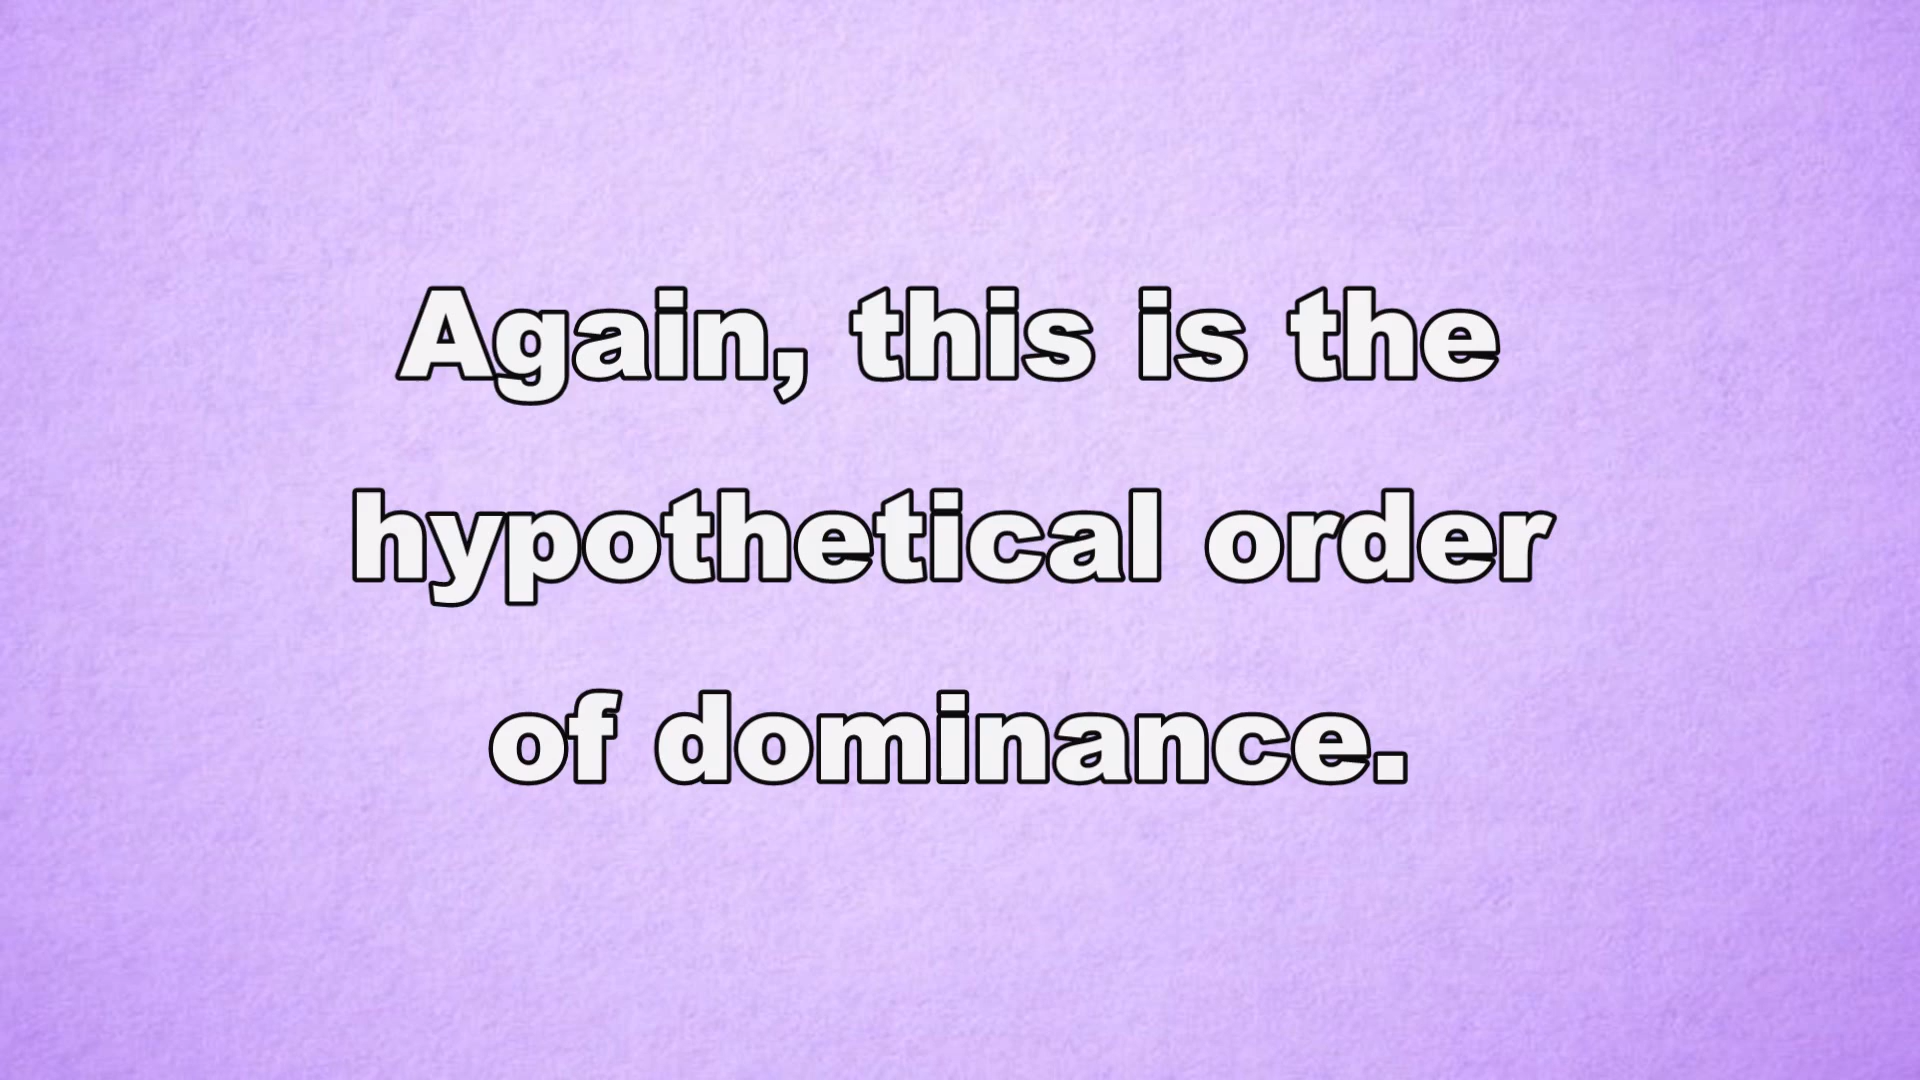 Again, this is the
hypothetical order
of dominance.